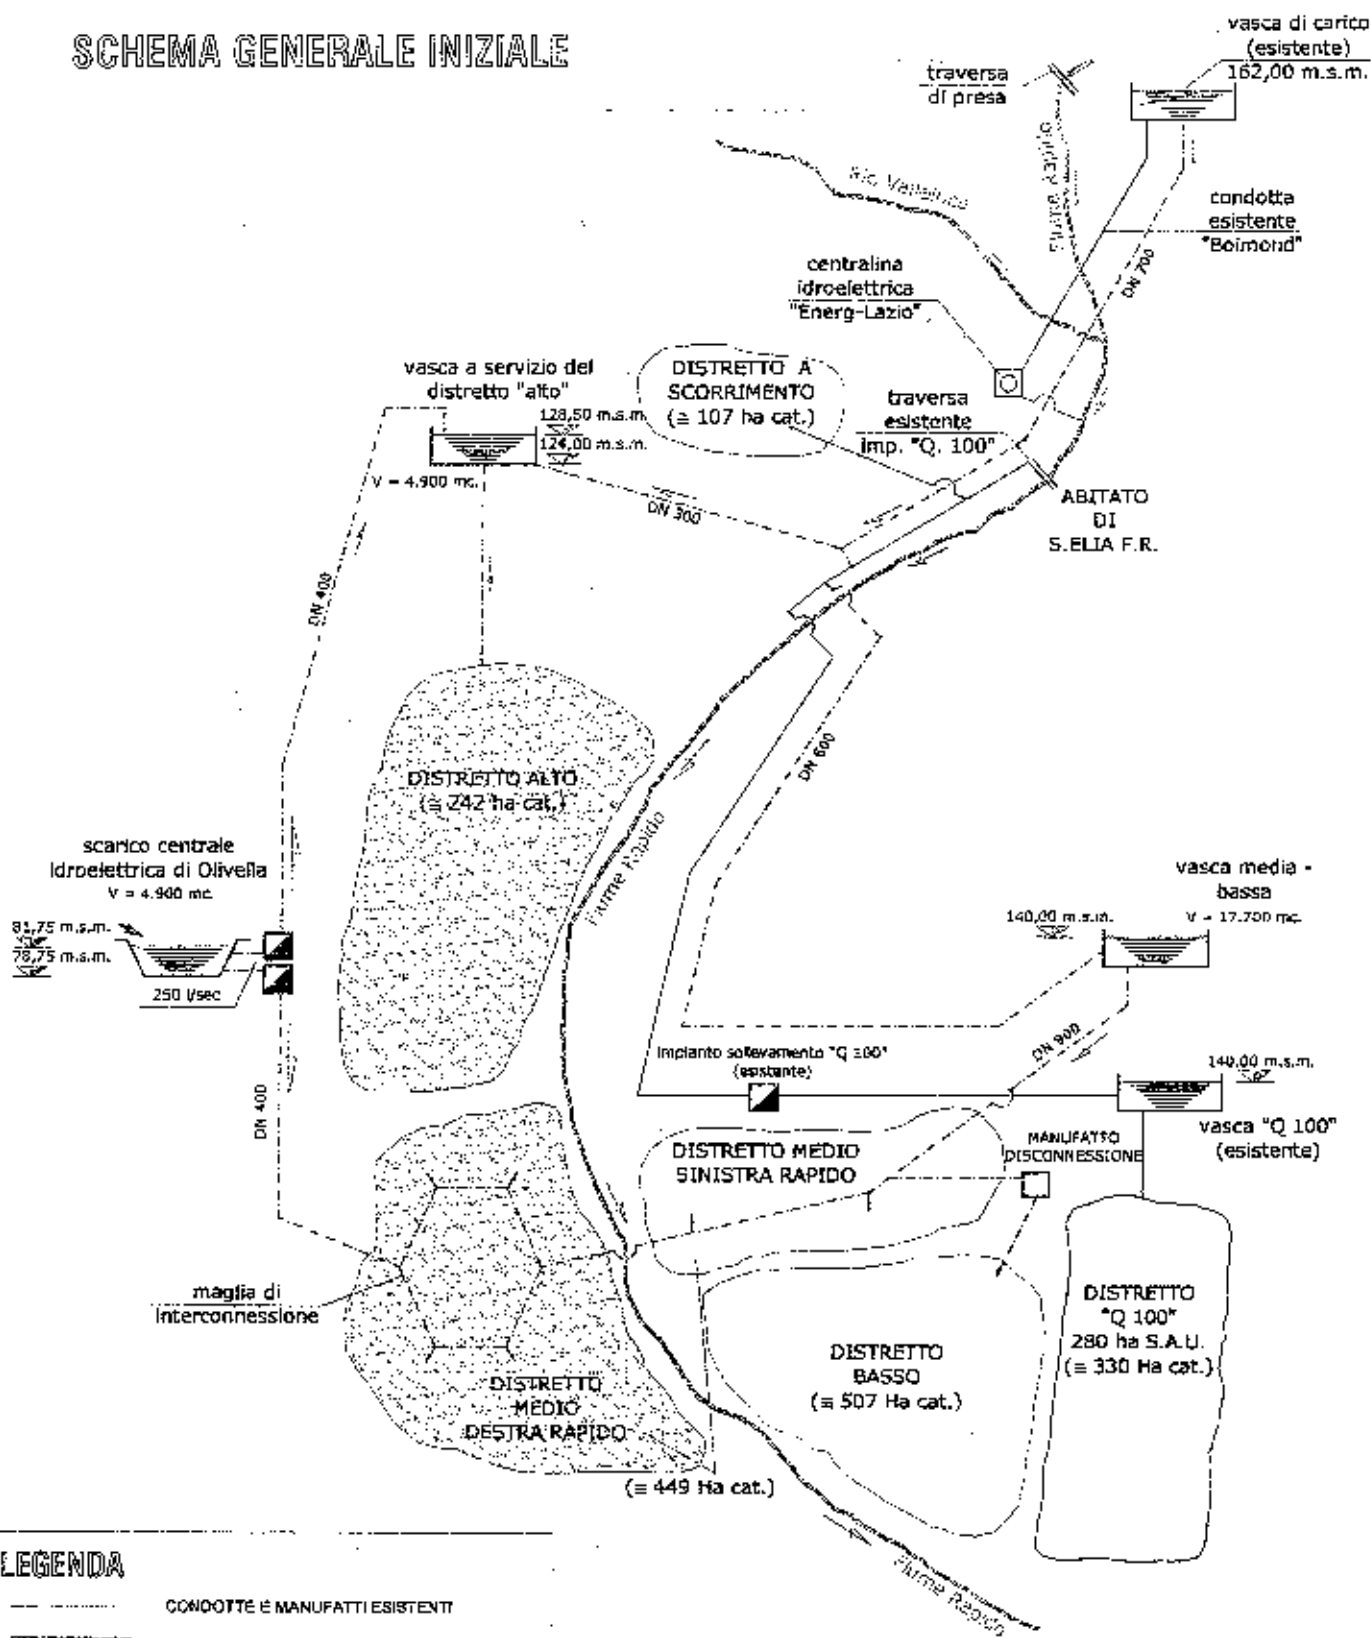 SCHEMA GENERALE INIZIALE
vasca di carico
(esistente)
162,00 m.s.m.
traversa
di presa
Fiume Rapido
condotta
esistente
"Boimond"
DN 700
centralina
idroelettrica
"Energ-Lazio"
vasca a servizio del
distretto "alto"
128,50 m.s.m.
124,00 m.s.m.
V = 4.900 mc.
DISTRETTO A
SCORRIMENTO
(≅ 107 ha cat.)
traversa
esistente
imp. "Q. 100"
DN 300
ABITATO
DI
S.ELIA F.R.
DN 400
DN 600
DISTRETTO ALTO
(≅ 242 ha cat.)
Fiume Rapido
scarico centrale
idroelettrica di Olivella
V = 4.900 mc.
81,75 m.s.m.
78,75 m.s.m.
250 l/sec
vasca media -
bassa
140,00 m.s.m.
V = 17.700 mc.
DN 900
impianto sollevamento "Q 100"
(esistente)
140,00 m.s.m.
vasca "Q 100"
(esistente)
DN 400
DISTRETTO MEDIO
SINISTRA RAPIDO
MANUFATTO
DISCONNESSIONE
maglia di
interconnessione
DISTRETTO
"Q 100"
280 ha S.A.U.
(≅ 330 Ha cat.)
DISTRETTO
BASSO
(≅ 507 Ha cat.)
DISTRETTO
MEDIO
DESTRA RAPIDO
(≅ 449 Ha cat.)
Fiume Rapido
LEGENDA
CONDOTTE E MANUFATTI ESISTENTI